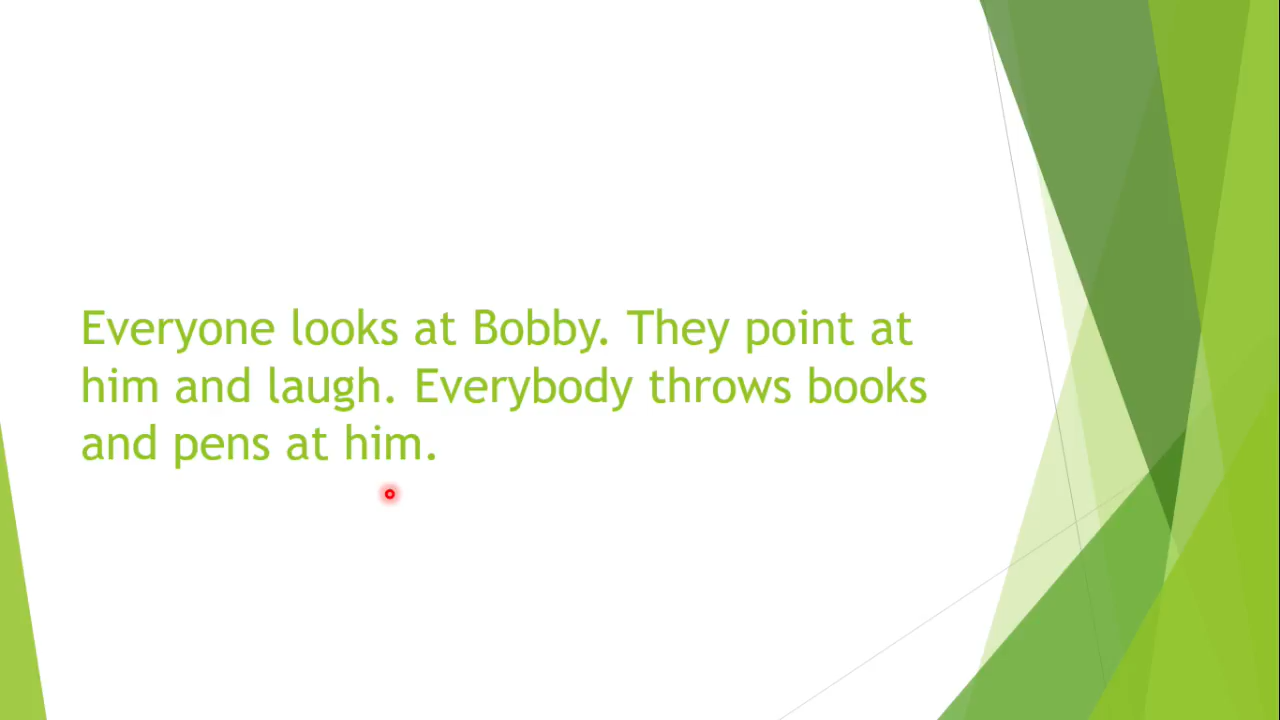 Everyone looks at Bobby. They point at
him and laugh. Everybody throws books
and pens at him.